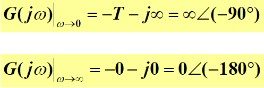 G(jω)|ω→0 = −T − j∞ = ∞∠(−90°)
G(jω)|ω→∞ = −0 − j0 = 0∠(−180°)